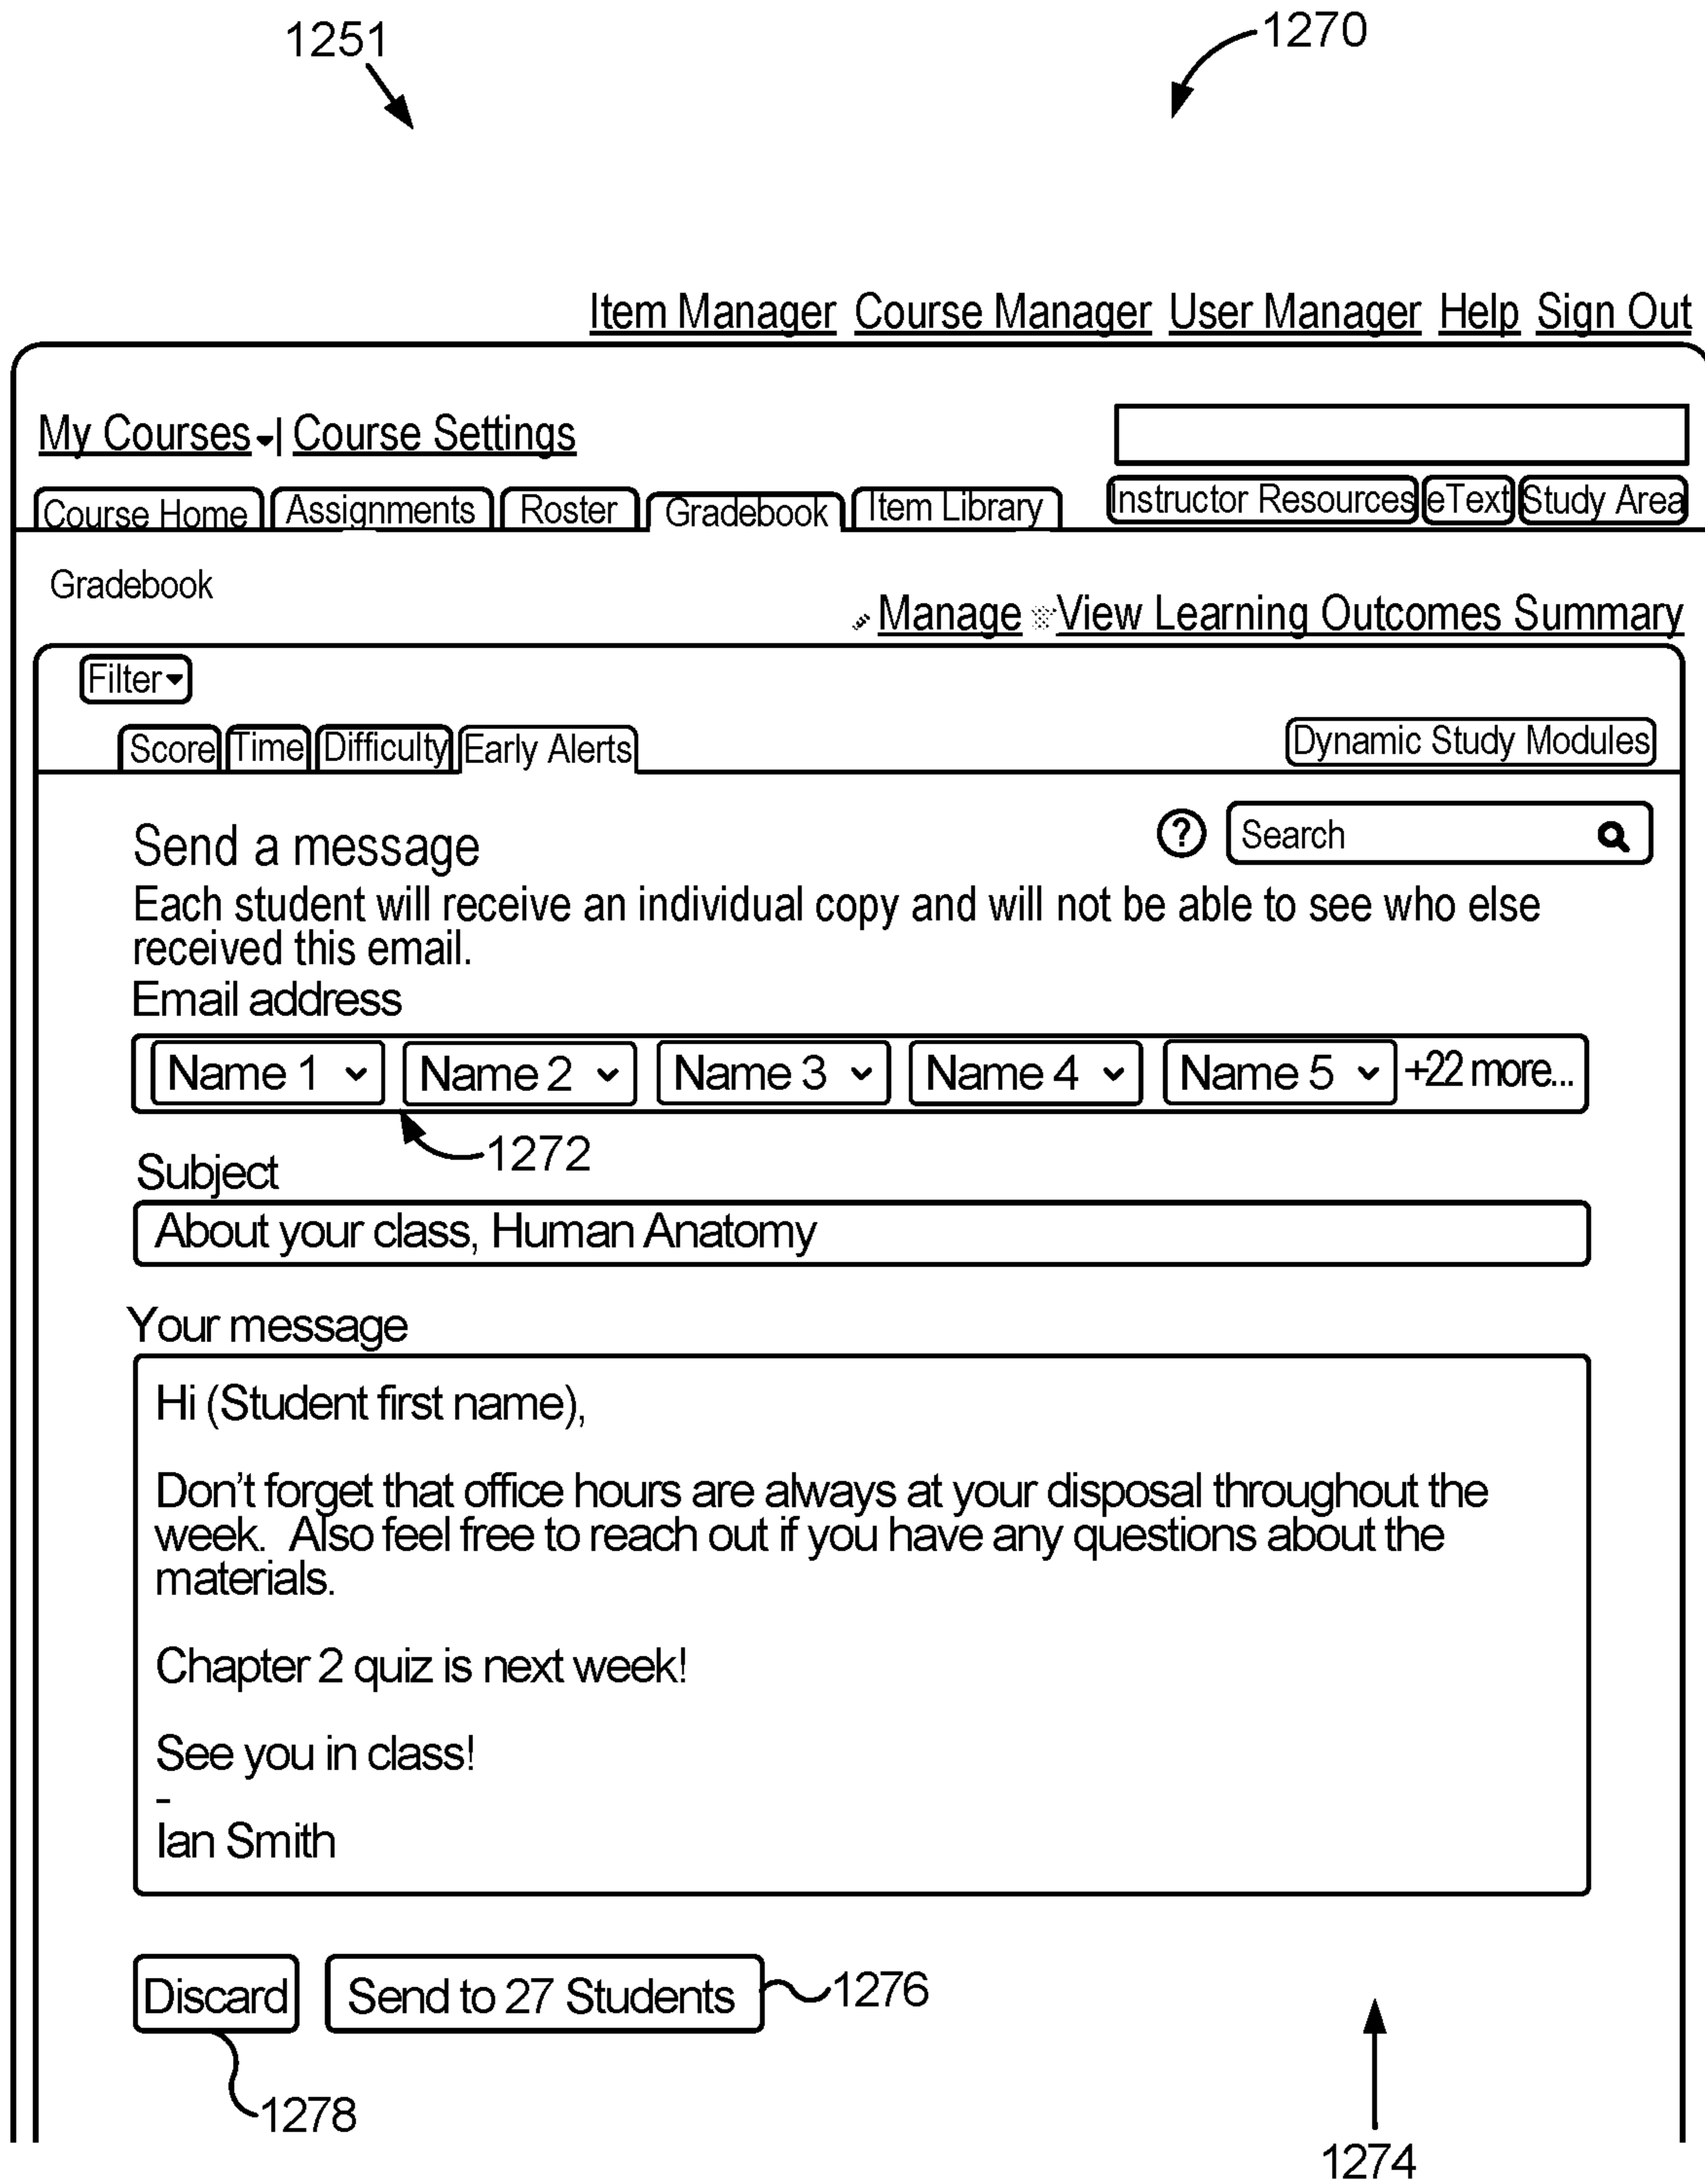 1251
1270
Item Manager Course Manager User Manager Help Sign Out
My Courses | Course Settings
Course Home Assignments Roster Gradebook Item Library Instructor Resources eText Study Area
Gradebook
Manage View Learning Outcomes Summary
Filter
Score Time Difficulty Early Alerts Dynamic Study Modules
Send a message ? Search
Each student will receive an individual copy and will not be able to see who else
received this email.
Email address
Name 1 Name 2 Name 3 Name 4 Name 5 +22 more...
1272
Subject
About your class, Human Anatomy
Your message
Hi (Student first name),
Don't forget that office hours are always at your disposal throughout the
week. Also feel free to reach out if you have any questions about the
materials.
Chapter 2 quiz is next week!
See you in class!
-
Ian Smith
Discard Send to 27 Students 1276
1278
1274